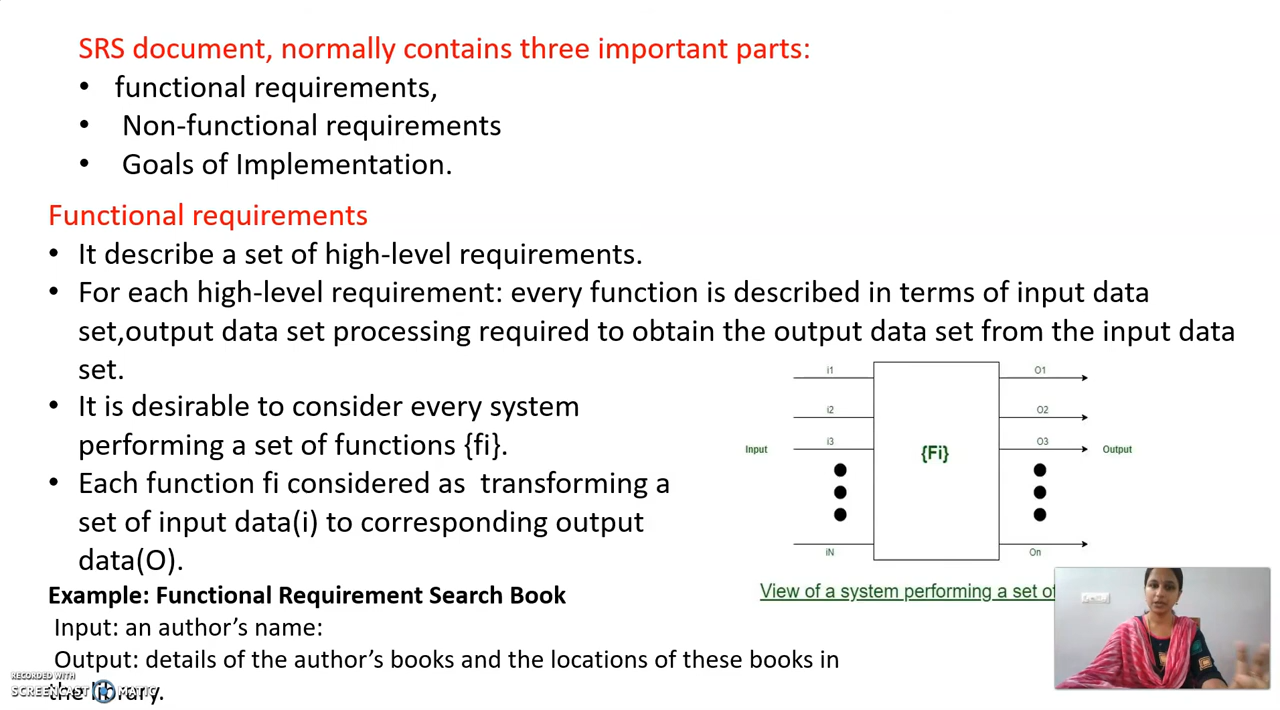 SRS document, normally contains three important parts:
• functional requirements,
• Non-functional requirements
• Goals of Implementation.
Functional requirements
• It describe a set of high-level requirements.
• For each high-level requirement: every function is described in terms of input data
set,output data set processing required to obtain the output data set from the input data
set.
• It is desirable to consider every system
performing a set of functions {fi}.
• Each function fi considered as transforming a
set of input data(i) to corresponding output
data(O).
i1 O1
i2 O2
i3 O3
Input {Fi} Output
iN On
View of a system performing a set of
Example: Functional Requirement Search Book
Input: an author’s name:
Output: details of the author’s books and the locations of these books in
the library.
RECORDED WITH
SCREENCAST MATIC